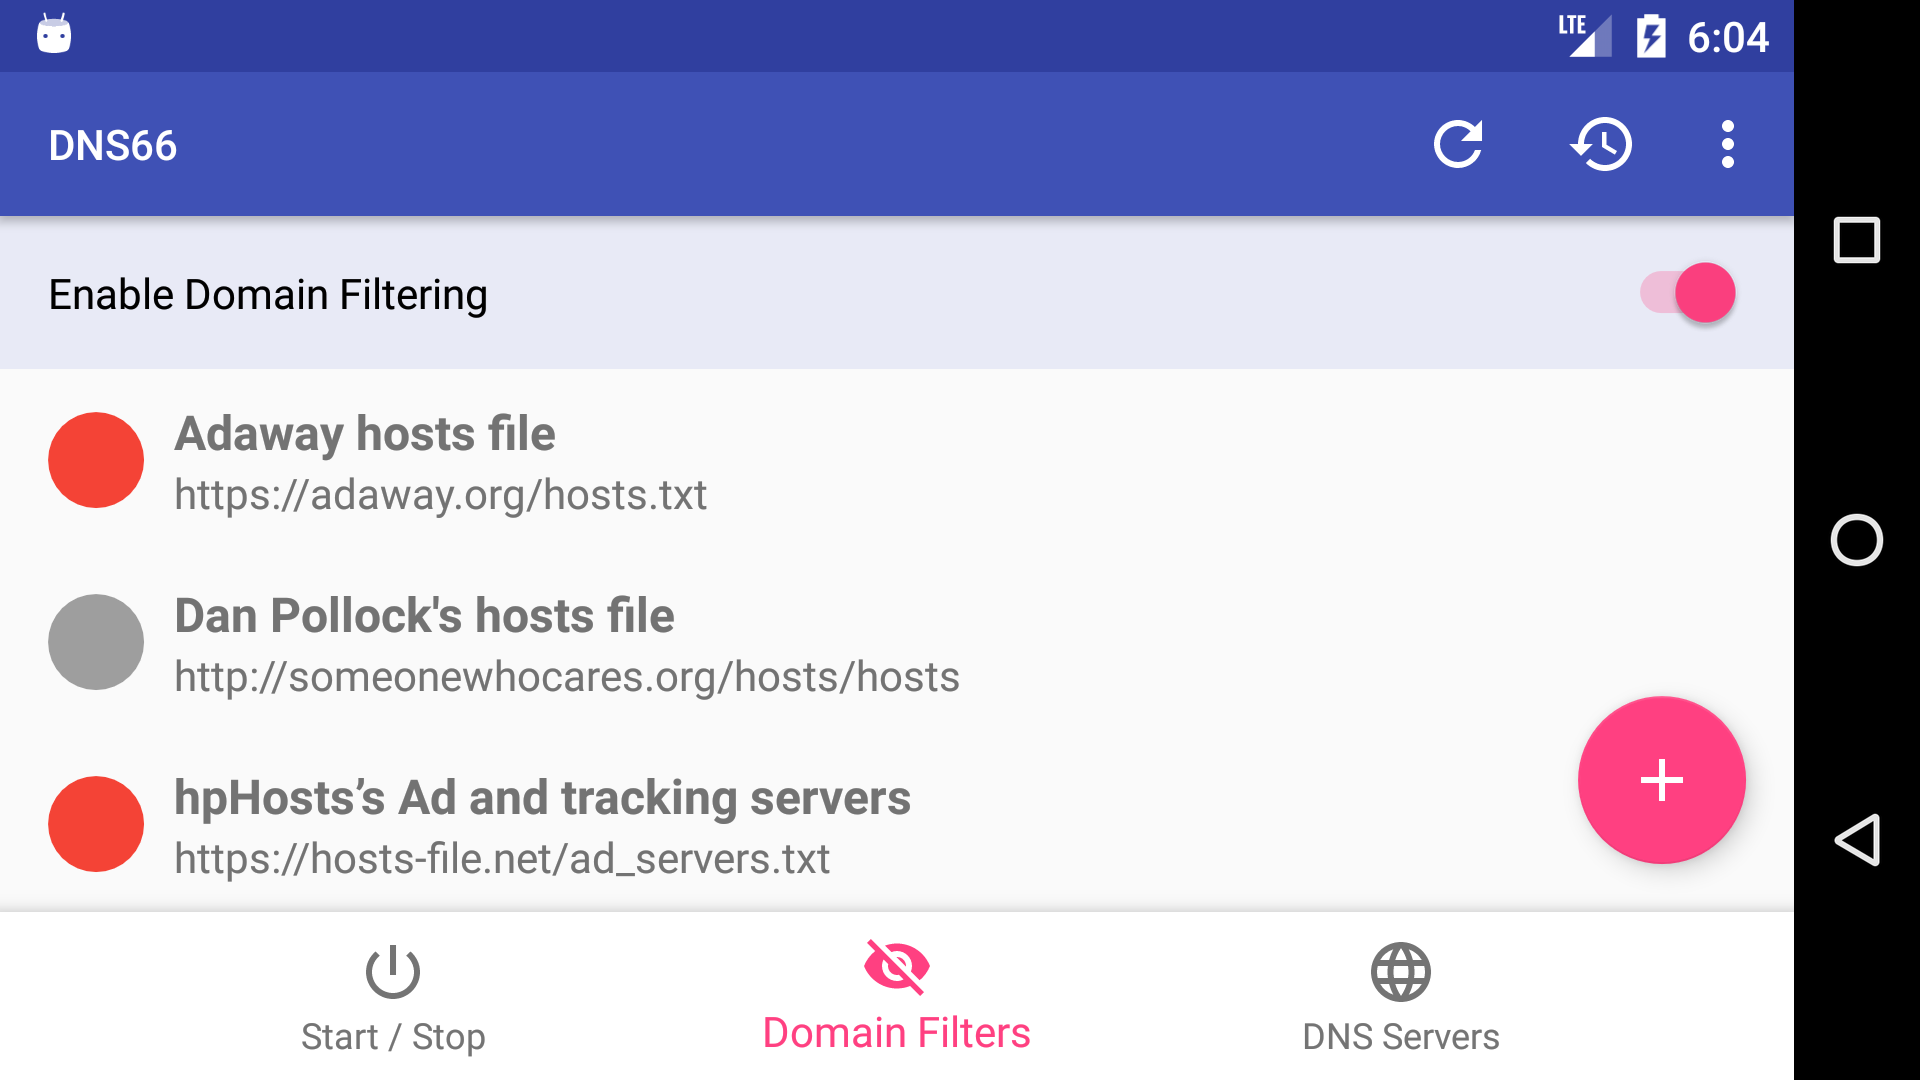 LTE 6:04
DNS66
Enable Domain Filtering
Adaway hosts file
https://adaway.org/hosts.txt
Dan Pollock's hosts file
http://someonewhocares.org/hosts/hosts
hpHosts’s Ad and tracking servers
https://hosts-file.net/ad_servers.txt
Start / Stop
Domain Filters
DNS Servers